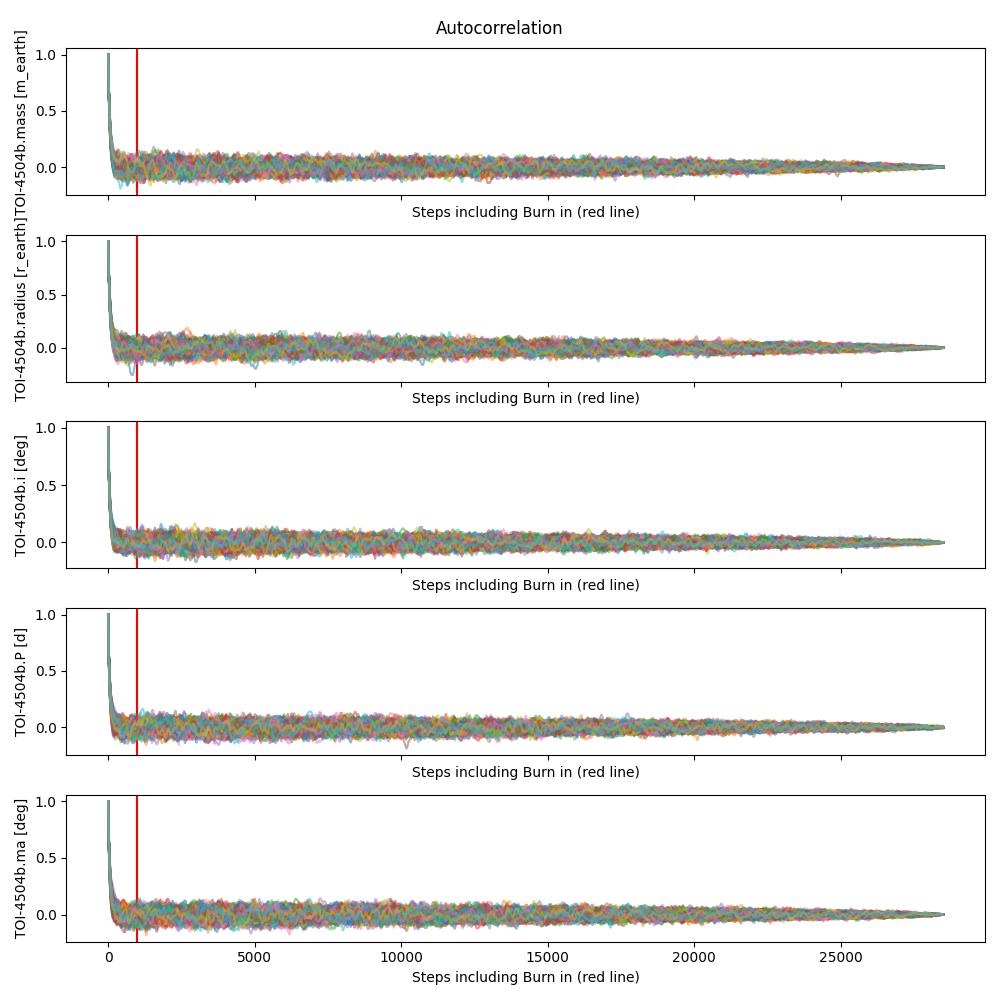 Autocorrelation
TOI-4504b.mass [m_earth]
1.0
0.5
0.0
Steps including Burn in (red line)
TOI-4504b.radius [r_earth]
1.0
0.5
0.0
Steps including Burn in (red line)
TOI-4504b.i [deg]
1.0
0.5
0.0
Steps including Burn in (red line)
TOI-4504b.P [d]
1.0
0.5
0.0
Steps including Burn in (red line)
TOI-4504b.ma [deg]
1.0
0.5
0.0
0 5000 10000 15000 20000 25000
Steps including Burn in (red line)